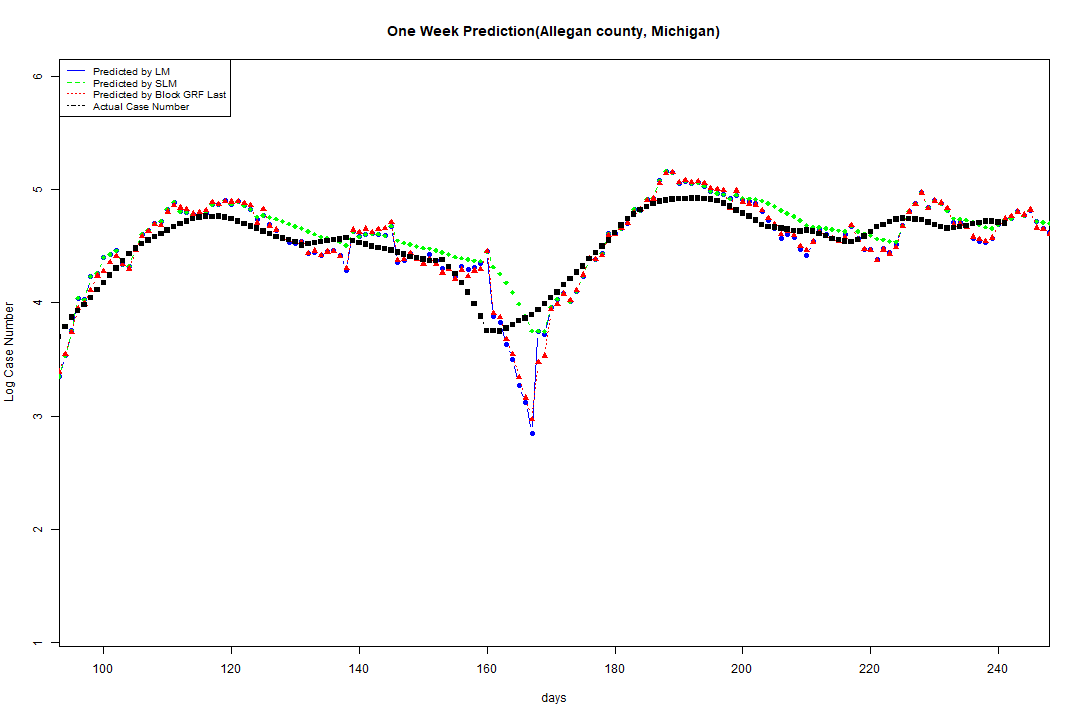 One Week Prediction(Allegan county, Michigan)
Predicted by LM
Predicted by SLM
Predicted by Block GRF Last
Actual Case Number
6
5
4
3
2
1
Log Case Number
100 120 140 160 180 200 220 240
days